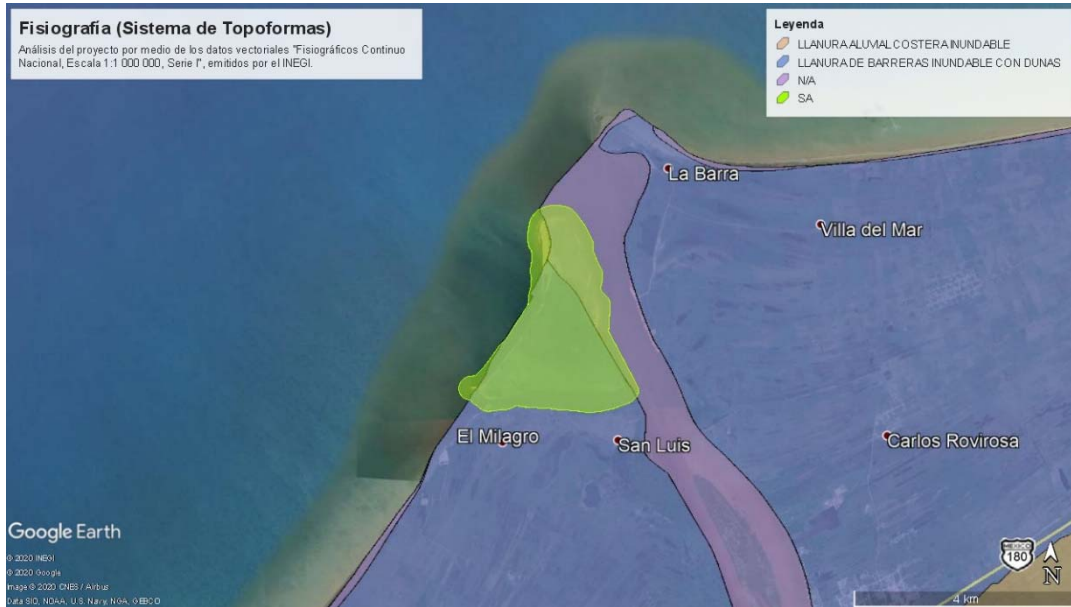 Fisiografía (Sistema de Topoformas)
Análisis del proyecto por medio de los datos vectoriales "Fisiográficos Continuo
Nacional, Escala 1:1 000 000, Serie I", emitidos por el INEGI.
Leyenda
LLANURA ALUVIAL COSTERA INUNDABLE
LLANURA DE BARRERAS INUNDABLE CON DUNAS
N/A
SA
La Barra
Villa del Mar
El Milagro
San Luis
Carlos Rovirosa
Google Earth
© 2020 INEGI
© 2020 Google
Image © 2020 CNES / Airbus
Data SIO, NOAA, U.S. Navy, NGA, GEBCO
MEXICO
180
N
4 km